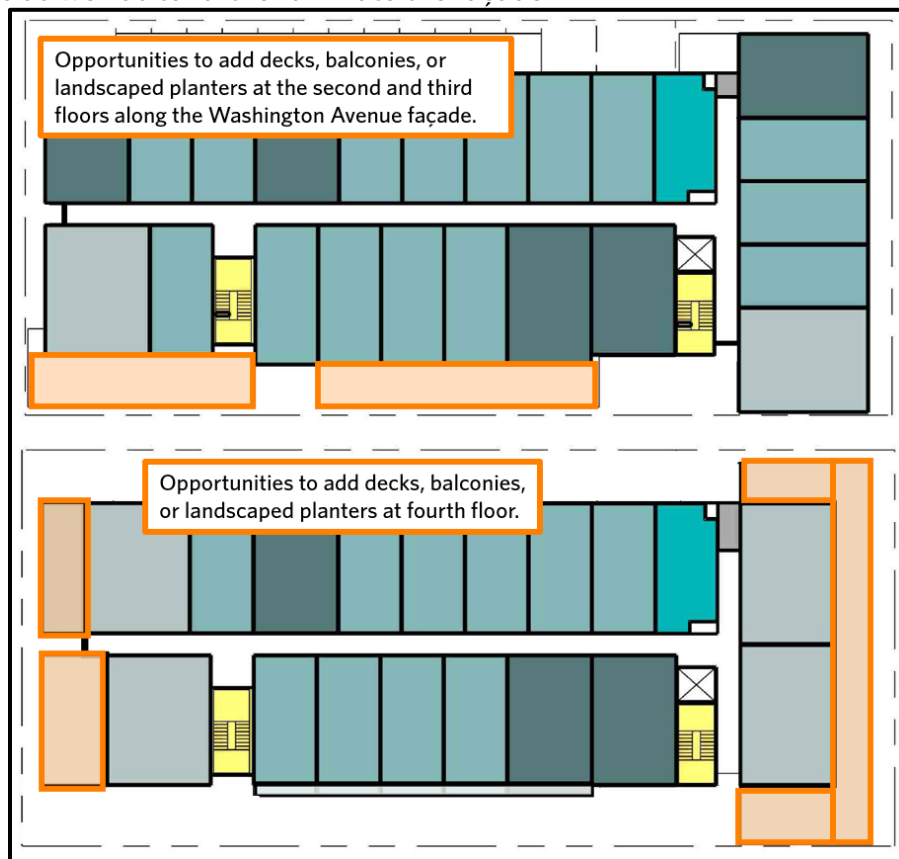 Opportunities to add decks, balconies, or
landscaped planters at the second and third
floors along the Washington Avenue façade.
Opportunities to add decks, balconies,
or landscaped planters at fourth floor.